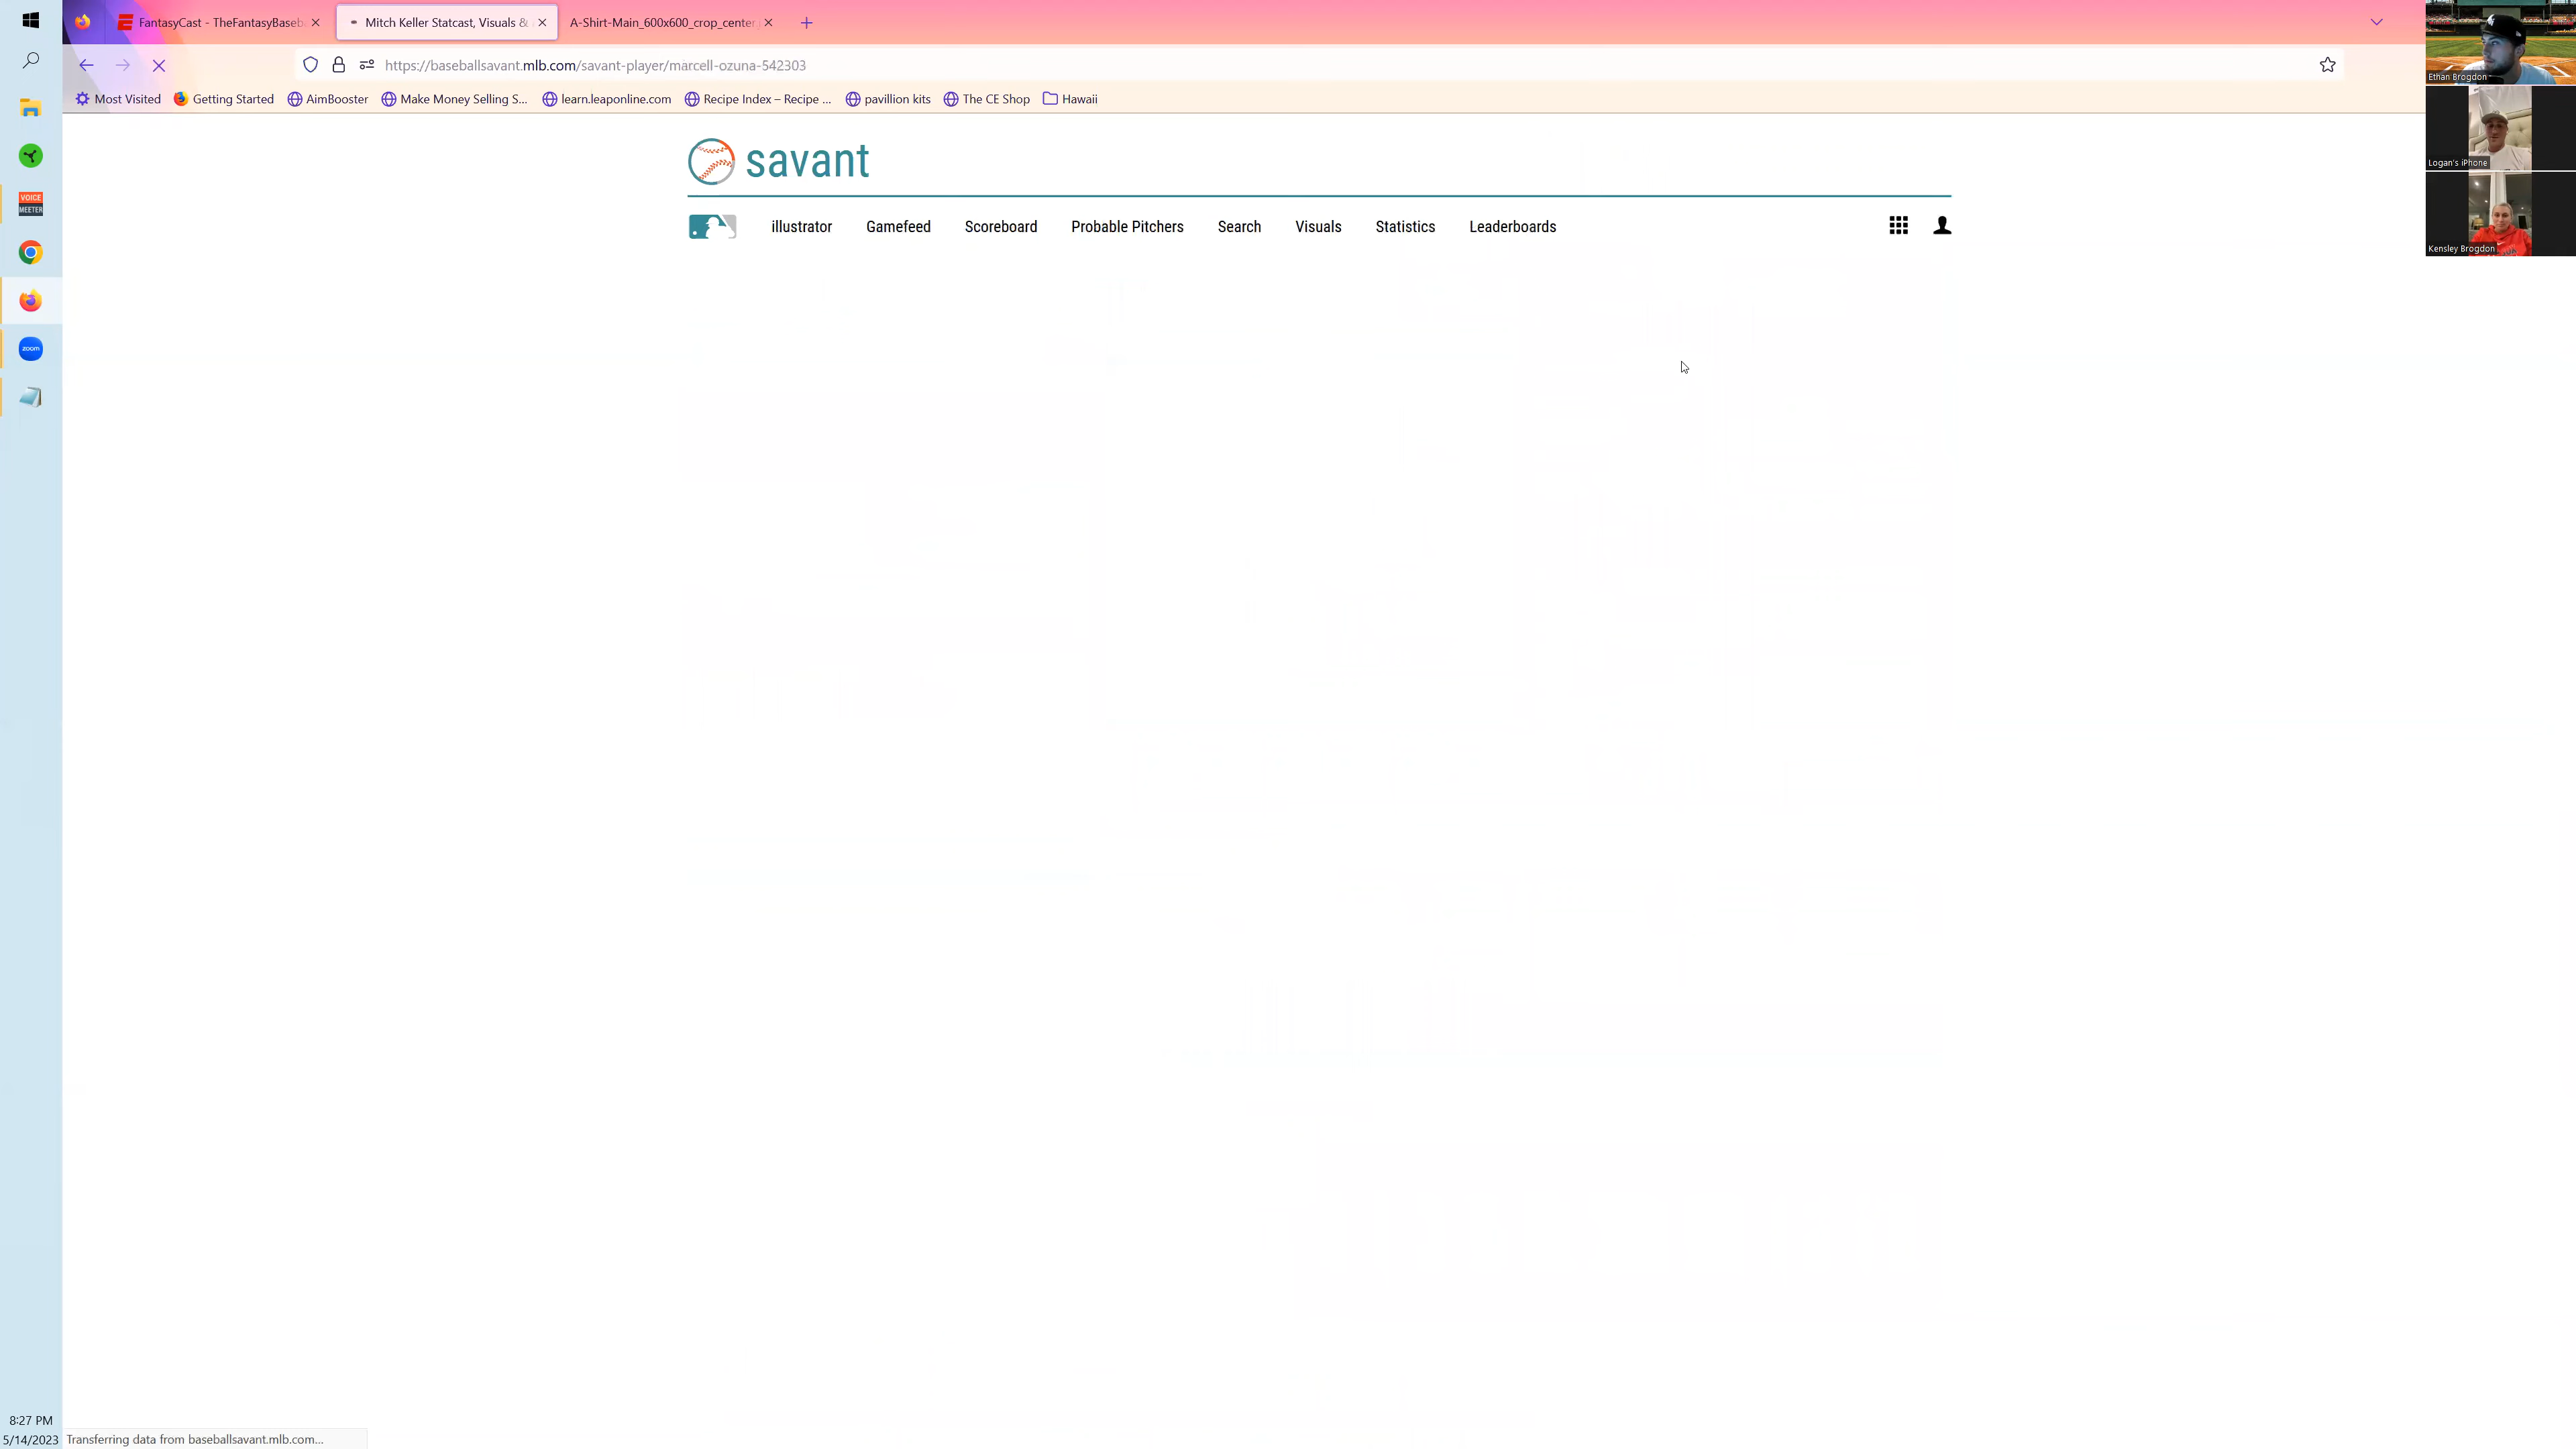 FantasyCast - TheFantasyBaseb
Mitch Keller Statcast, Visuals &
A-Shirt-Main_600x600_crop_center.
https://baseballsavant.mlb.com/savant-player/marcell-ozuna-542303
Most Visited
Getting Started
AimBooster
Make Money Selling S...
learn.leaponline.com
Recipe Index – Recipe ...
pavillion kits
The CE Shop
Hawaii
savant
illustrator
Gamefeed
Scoreboard
Probable Pitchers
Search
Visuals
Statistics
Leaderboards
Ethan Brogdon
Logan's iPhone
Kensley Brogdon
VOICE
MEETER
zoom
8:27 PM
5/14/2023
Transferring data from baseballsavant.mlb.com...